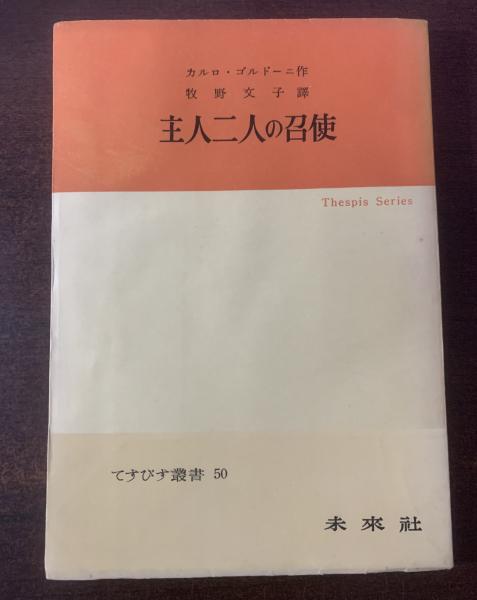 カルロ・ゴルドーニ作
牧野文子譯
主人二人の召使
Thespis Series
てすぴす叢書 50
未來社